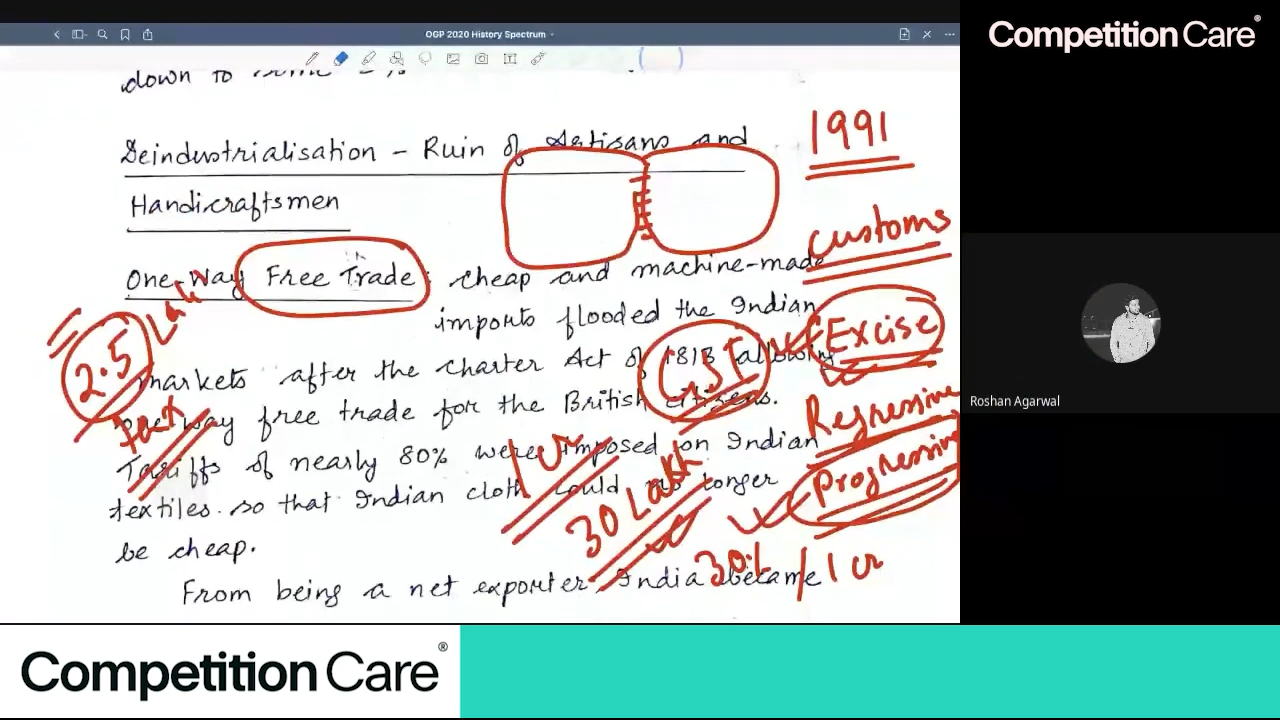 OGP 2020 History Spectrum
Competition Care®
down to some
Deindustrialisation - Ruin of Artisans and
Handicraftsmen
1991
customs
One-Way Free Trade : cheap and machine-made
imports flooded the Indian
Excise
2.5 Lakh
GST
markets after the Charter Act of 1813 allowing
one way free trade for the British citizens.
Regressive
Tariffs of nearly 80% were imposed on Indian
1 cr
Progressive
textiles. so that Indian cloth could no longer
30 Lakh
be cheap.
30% / 1 cr
From being a net exporter, India became
Roshan Agarwal
Competition Care®